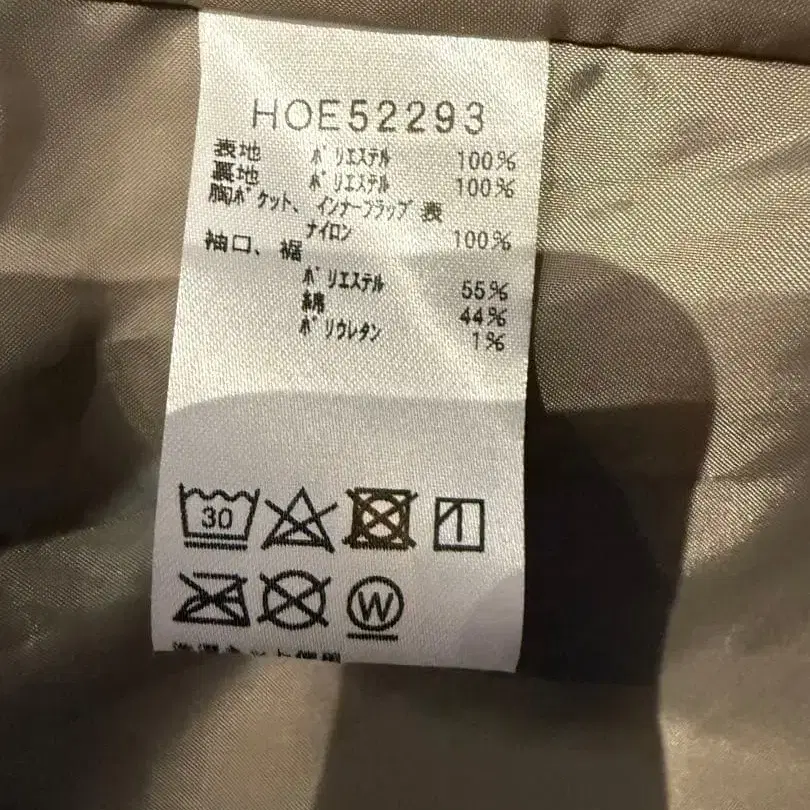 HOE52293
表地 ポリエステル 100%
裏地 ポリエステル 100%
胸ポケット、インナーフラップ表
ナイロン 100%
袖口、裾
ポリエステル 55%
綿 44%
ポリウレタン 1%
30
W